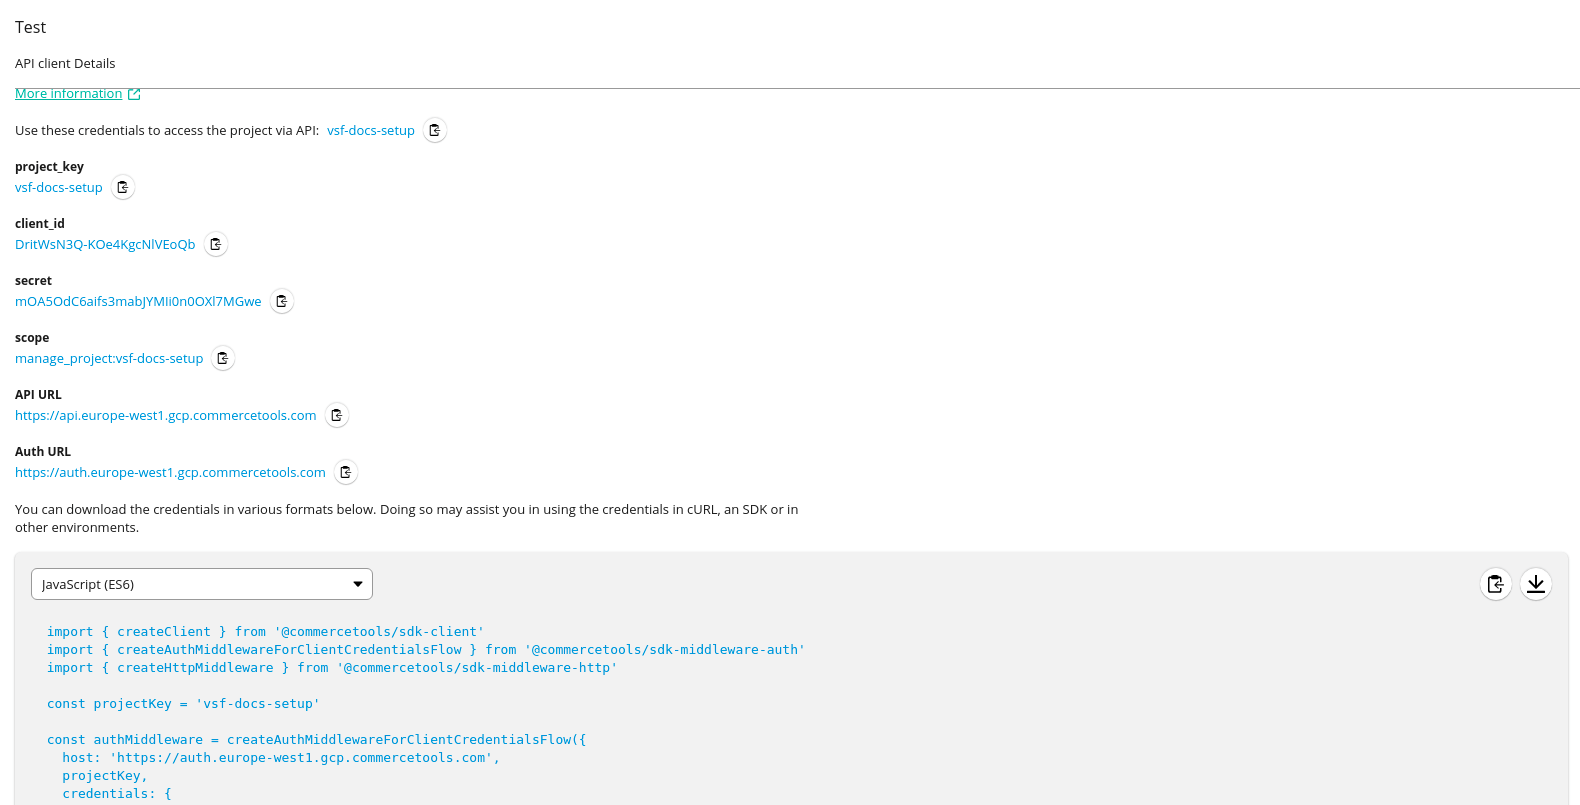 Test
API client Details
More information
Use these credentials to access the project via API: vsf-docs-setup
project_key
vsf-docs-setup
client_id
DritWsN3Q-KOe4KgcNlVEoQb
secret
mOA5OdC6aifs3mabJYMIi0n0OXl7MGwe
scope
manage_project:vsf-docs-setup
API URL
https://api.europe-west1.gcp.commercetools.com
Auth URL
https://auth.europe-west1.gcp.commercetools.com
You can download the credentials in various formats below. Doing so may assist you in using the credentials in cURL, an SDK or in
other environments.
JavaScript (ES6)
import { createClient } from '@commercetools/sdk-client'
import { createAuthMiddlewareForClientCredentialsFlow } from '@commercetools/sdk-middleware-auth'
import { createHttpMiddleware } from '@commercetools/sdk-middleware-http'
const projectKey = 'vsf-docs-setup'
const authMiddleware = createAuthMiddlewareForClientCredentialsFlow({
host: 'https://auth.europe-west1.gcp.commercetools.com',
projectKey,
credentials: {